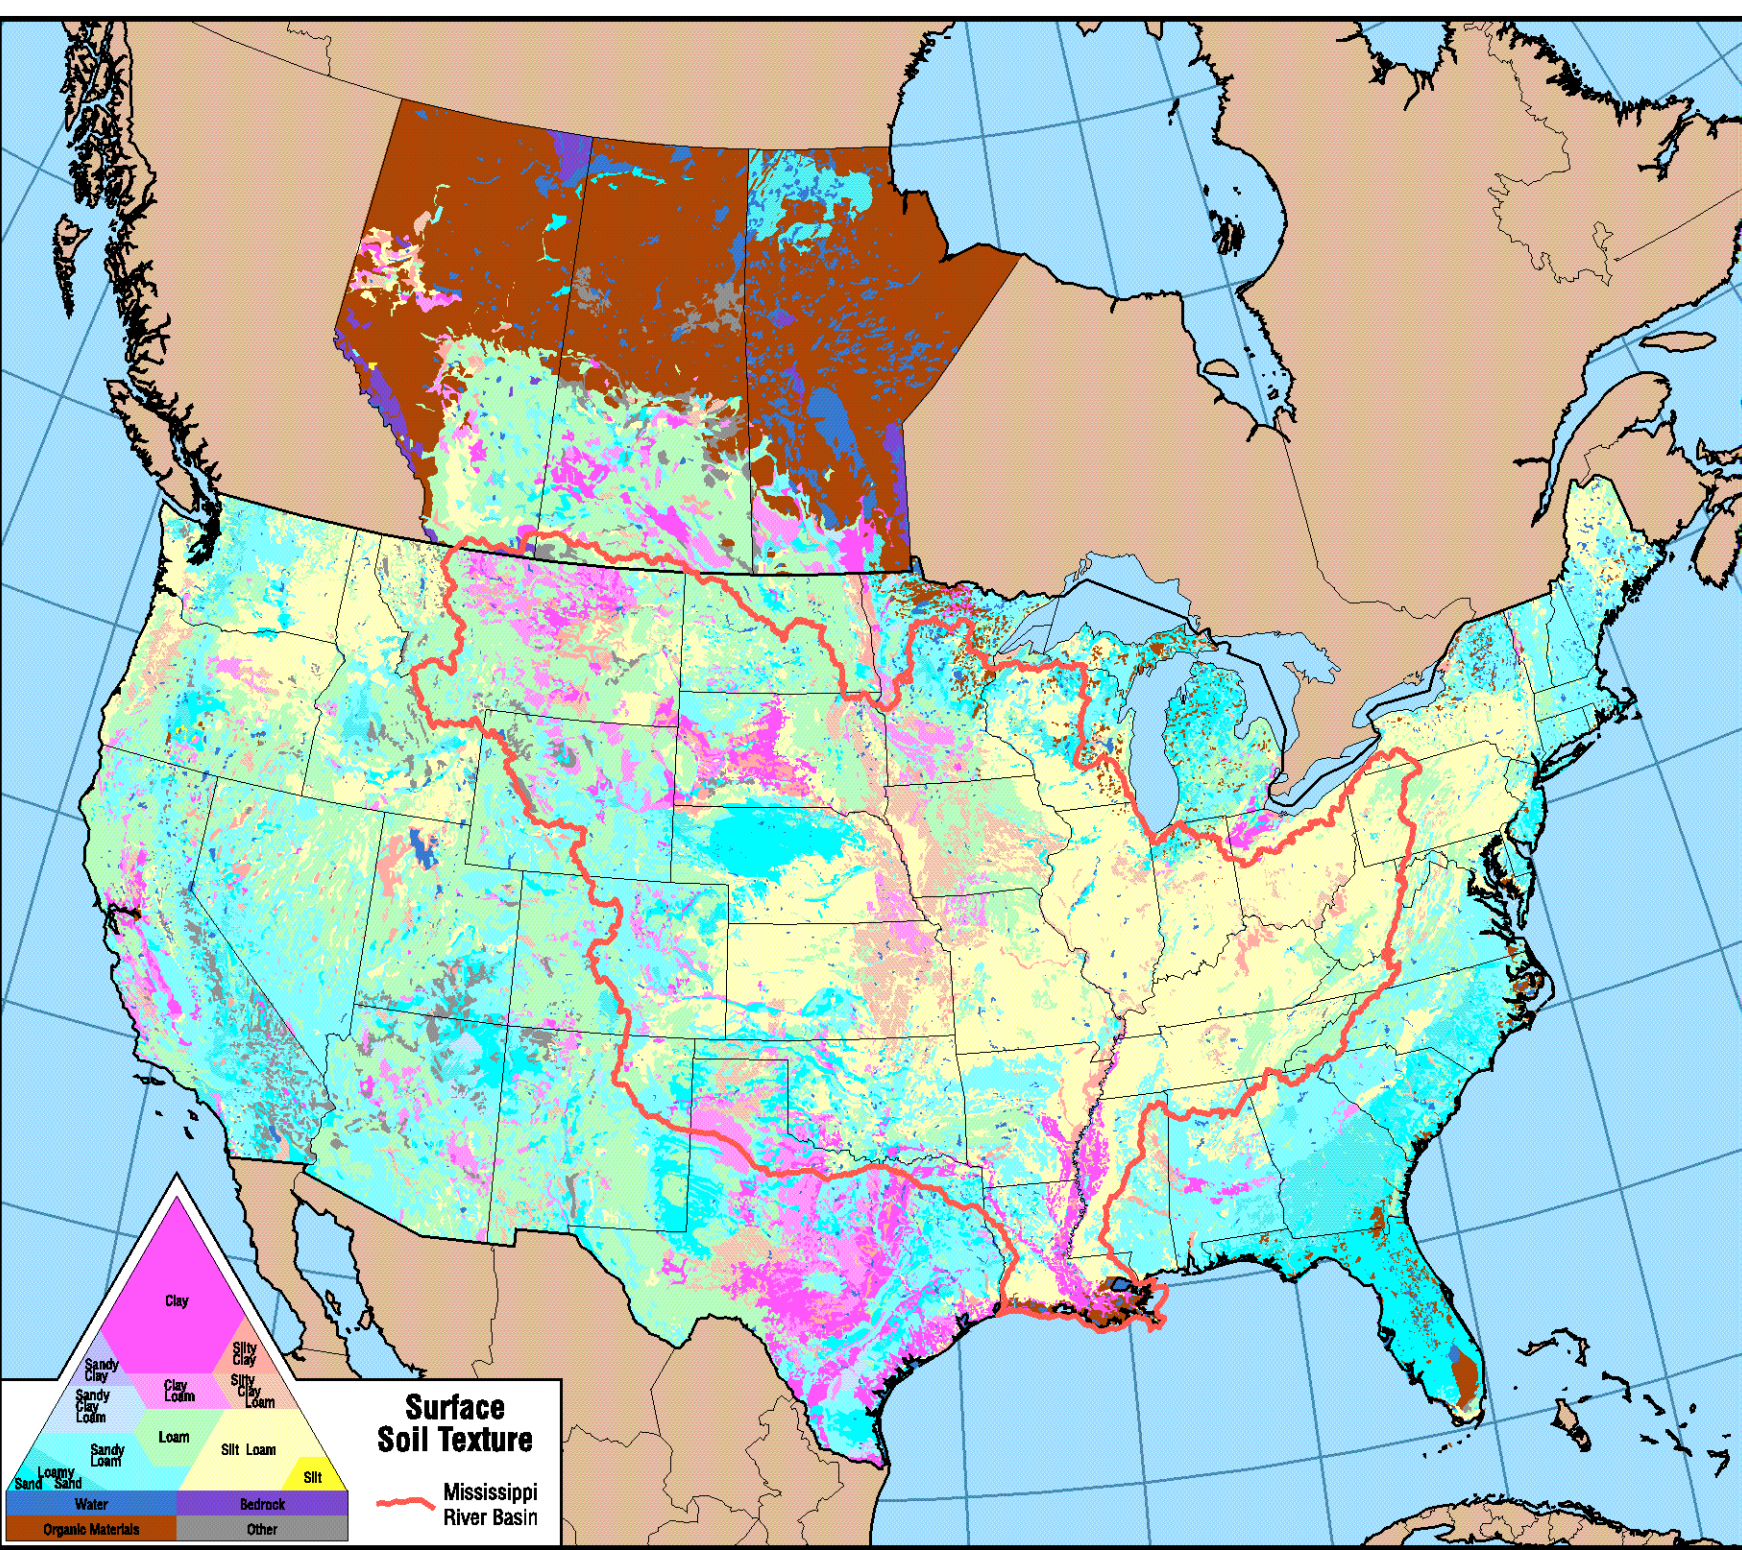 Clay
Sandy
Clay
Silty
Clay
Sandy
Clay
Loam
Clay
Loam
Silty
Clay
Loam
Loam
Sandy
Loam
Silt Loam
Loamy
Sand
Sand
Silt
Water
Bedrock
Organic Materials
Other
Surface
Soil Texture
Mississippi
River Basin